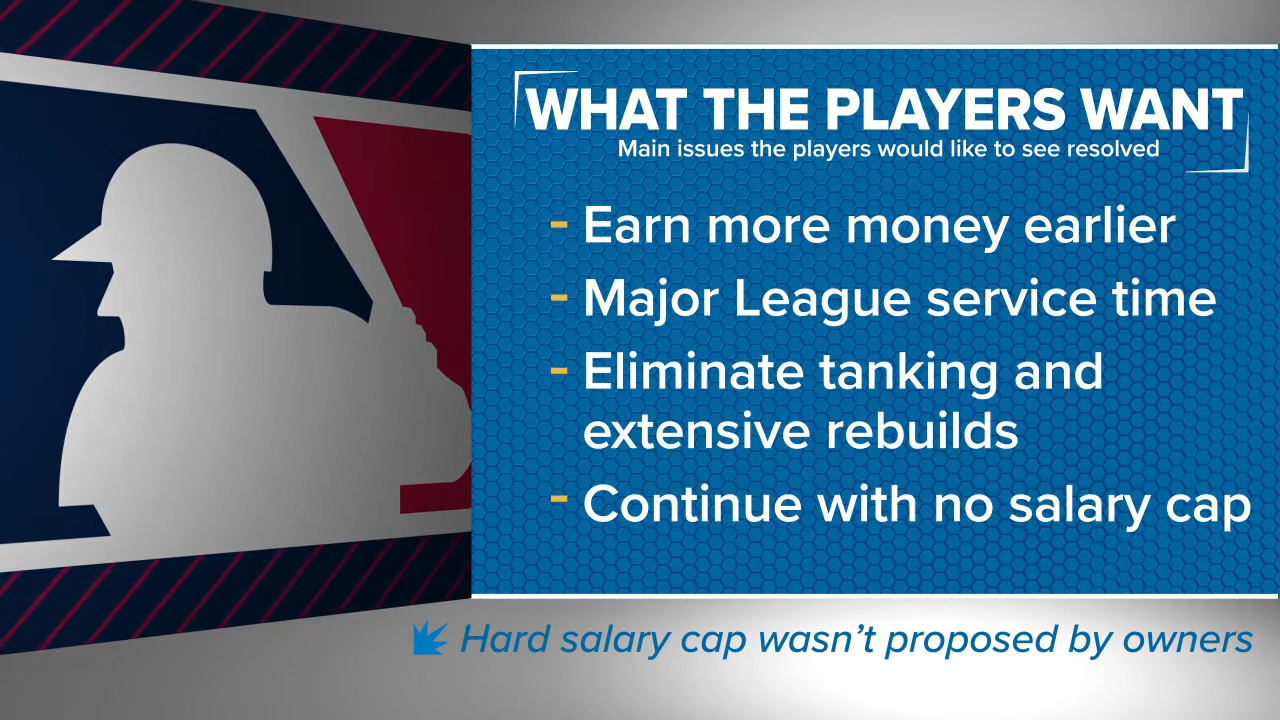 WHAT THE PLAYERS WANT
Main issues the players would like to see resolved
- Earn more money earlier
- Major League service time
- Eliminate tanking and
extensive rebuilds
- Continue with no salary cap
Hard salary cap wasn't proposed by owners